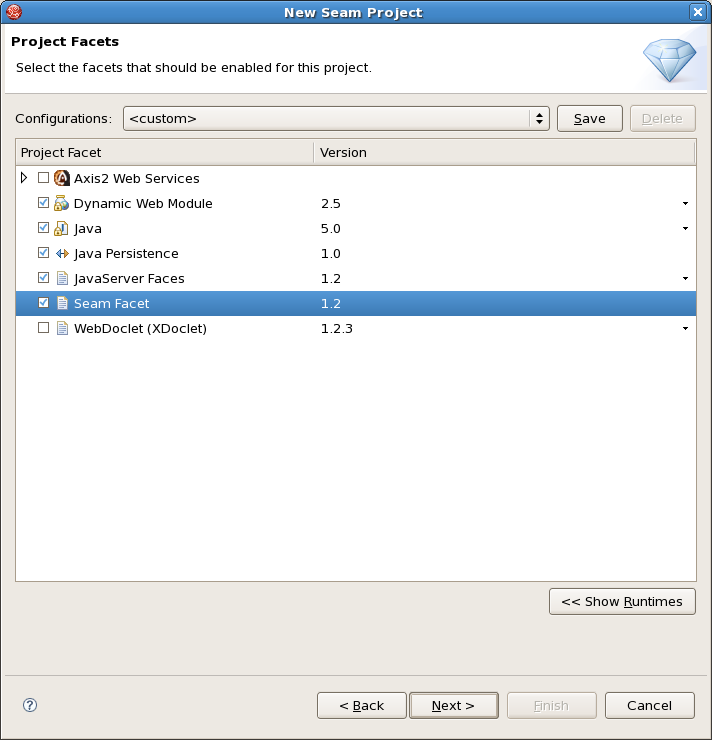 New Seam Project
Project Facets
Select the facets that should be enabled for this project.
Configurations: <custom> Save Delete
Project Facet Version
Axis2 Web Services
Dynamic Web Module 2.5
Java 5.0
Java Persistence 1.0
JavaServer Faces 1.2
Seam Facet 1.2
WebDoclet (XDoclet) 1.2.3
<< Show Runtimes
? < Back Next > Finish Cancel